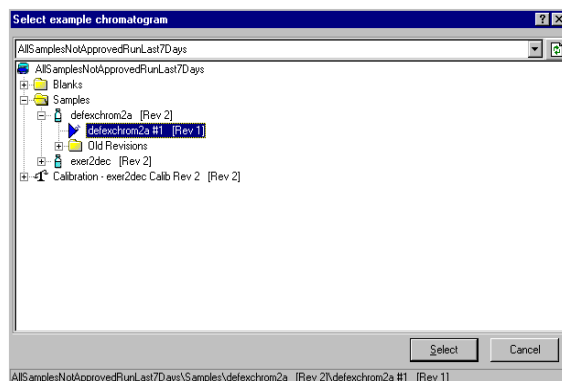 Select example chromatogram
AllSamplesNotApprovedRunLast7Days
AllSamplesNotApprovedRunLast7Days
Blanks
Samples
defexchrom2a [Rev 2]
defexchrom2a #1 [Rev 1]
Old Revisions
exer2dec [Rev 2]
Calibration - exer2dec Calib Rev 2 [Rev 2]
Select Cancel
AllSamplesNotApprovedRunLast7Days\Samples\defexchrom2a [Rev 2]\defexchrom2a #1 [Rev 1]